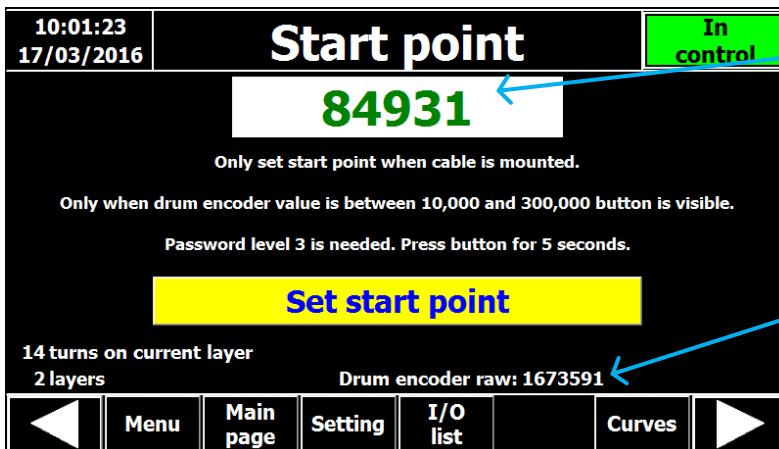 10:01:23
17/03/2016
Start point
In
control
84931
Only set start point when cable is mounted.
Only when drum encoder value is between 10,000 and 300,000 button is visible.
Password level 3 is needed. Press button for 5 seconds.
Set start point
14 turns on current layer
2 layers
Drum encoder raw: 1673591
Menu
Main
page
Setting
I/O
list
Curves